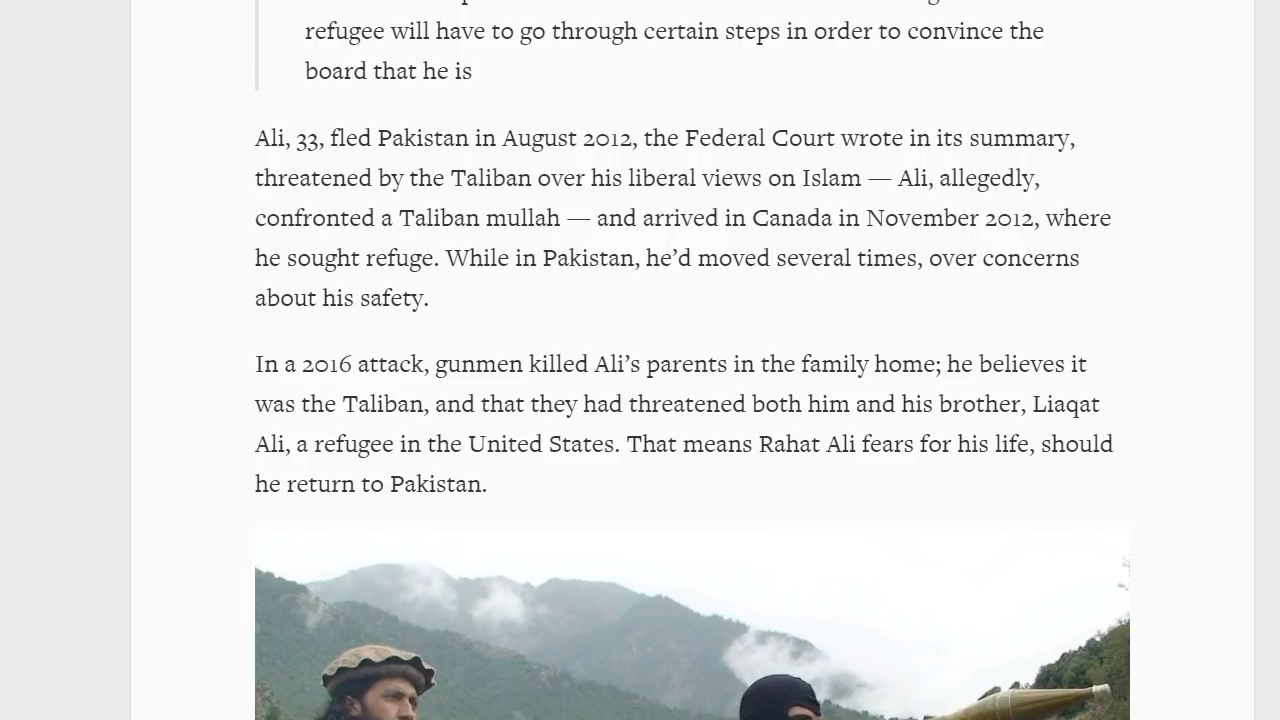 refugee will have to go through certain steps in order to convince the
board that he is
Ali, 33, fled Pakistan in August 2012, the Federal Court wrote in its summary,
threatened by the Taliban over his liberal views on Islam — Ali, allegedly,
confronted a Taliban mullah — and arrived in Canada in November 2012, where
he sought refuge. While in Pakistan, he’d moved several times, over concerns
about his safety.
In a 2016 attack, gunmen killed Ali’s parents in the family home; he believes it
was the Taliban, and that they had threatened both him and his brother, Liaqat
Ali, a refugee in the United States. That means Rahat Ali fears for his life, should
he return to Pakistan.